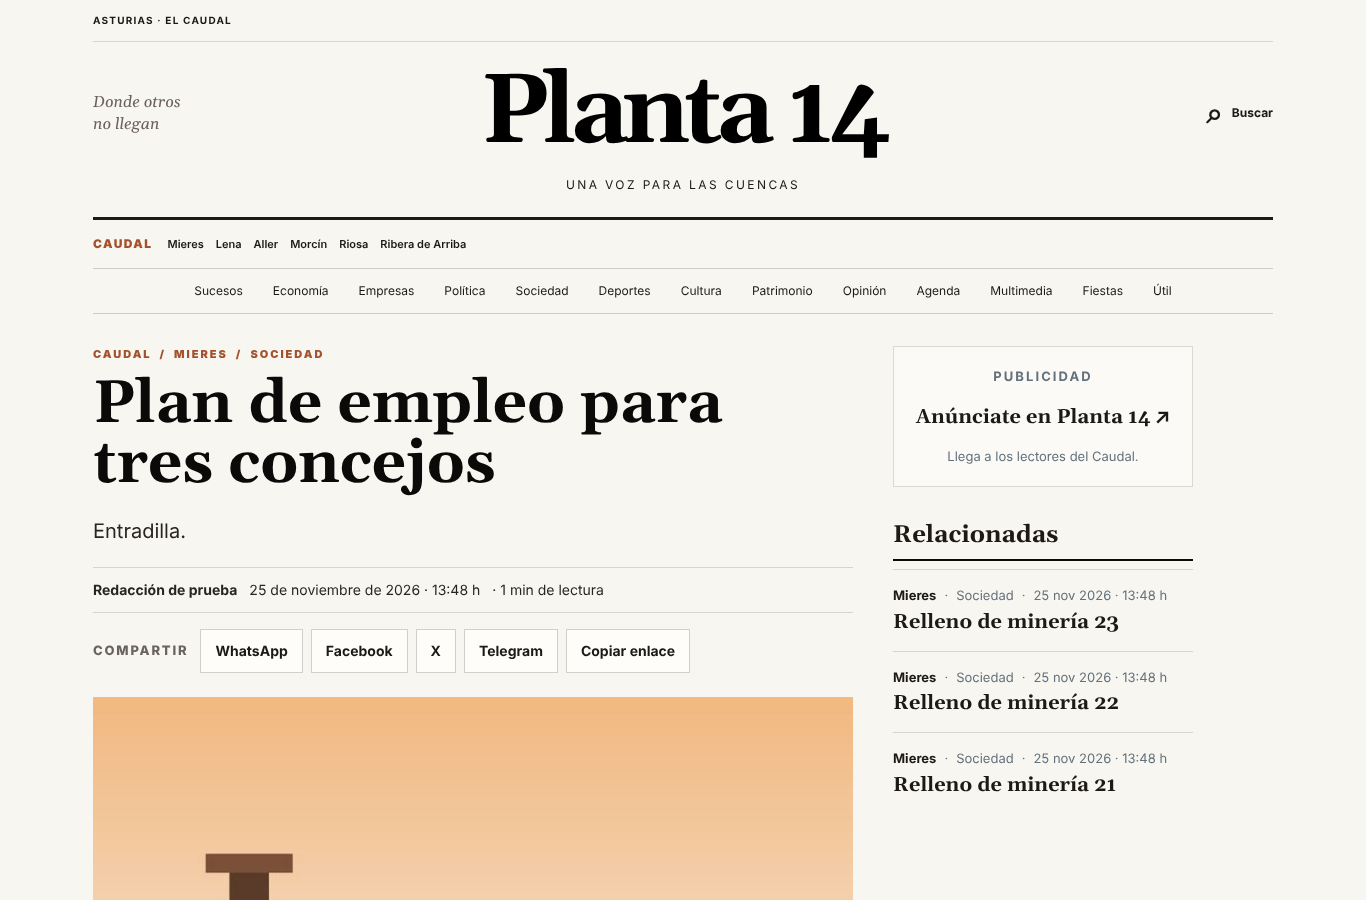 ASTURIAS · EL CAUDAL
Donde otros
no llegan
Planta 14
UNA VOZ PARA LAS CUENCAS
Buscar
CAUDAL Mieres Lena Aller Morcín Riosa Ribera de Arriba
Sucesos Economía Empresas Política Sociedad Deportes Cultura Patrimonio Opinión Agenda Multimedia Fiestas Útil
CAUDAL / MIERES / SOCIEDAD
Plan de empleo para
tres concejos
Entradilla.
Redacción de prueba 25 de noviembre de 2026 · 13:48 h · 1 min de lectura
COMPARTIR WhatsApp Facebook X Telegram Copiar enlace
PUBLICIDAD
Anúnciate en Planta 14 ↗
Llega a los lectores del Caudal.
Relacionadas
Mieres · Sociedad · 25 nov 2026 · 13:48 h
Relleno de minería 23
Mieres · Sociedad · 25 nov 2026 · 13:48 h
Relleno de minería 22
Mieres · Sociedad · 25 nov 2026 · 13:48 h
Relleno de minería 21